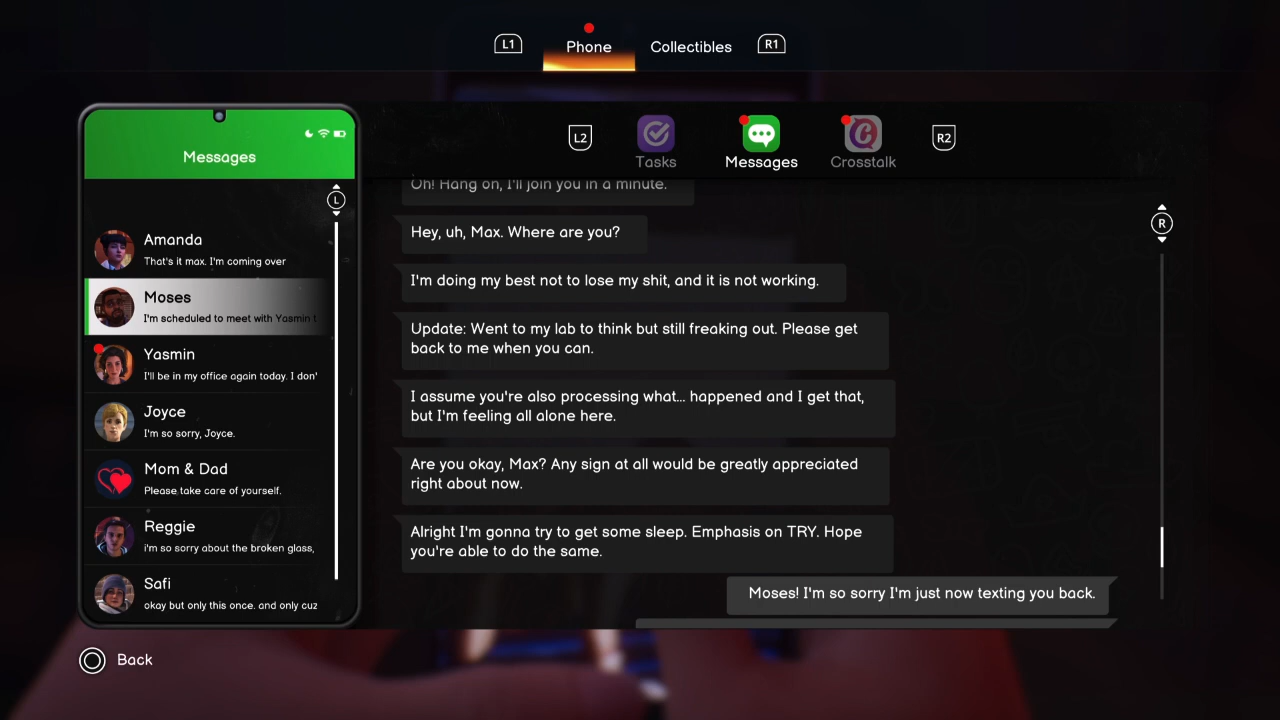 L1
Phone
Collectibles
R1
Messages
L
Amanda
That's it max. I'm coming over
Moses
I'm scheduled to meet with Yasmin t
Yasmin
I'll be in my office again today. I don'
Joyce
I'm so sorry, Joyce.
Mom & Dad
Please take care of yourself.
Reggie
i'm so sorry about the broken glass,
Safi
okay but only this once. and only cuz
L2
Tasks
Messages
Crosstalk
R2
R
Oh! Hang on, I'll join you in a minute.
Hey, uh, Max. Where are you?
I'm doing my best not to lose my shit, and it is not working.
Update: Went to my lab to think but still freaking out. Please get
back to me when you can.
I assume you're also processing what... happened and I get that,
but I'm feeling all alone here.
Are you okay, Max? Any sign at all would be greatly appreciated
right about now.
Alright I'm gonna try to get some sleep. Emphasis on TRY. Hope
you're able to do the same.
Moses! I'm so sorry I'm just now texting you back.
Back